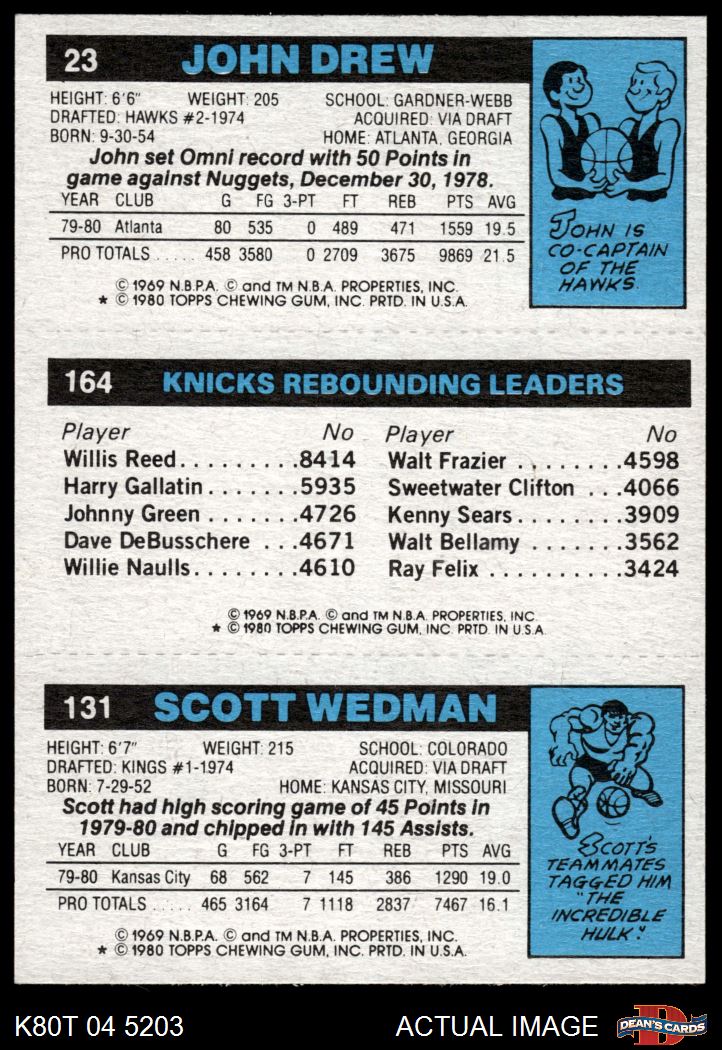 23 JOHN DREW
HEIGHT: 6'6" WEIGHT: 205 SCHOOL: GARDNER-WEBB
DRAFTED: HAWKS #2-1974 ACQUIRED: VIA DRAFT
BORN: 9-30-54 HOME: ATLANTA, GEORGIA
John set Omni record with 50 Points in
game against Nuggets, December 30, 1978.
YEAR CLUB G FG 3-PT FT REB PTS AVG
79-80 Atlanta 80 535 0 489 471 1559 19.5
PRO TOTALS ..... 458 3580 0 2709 3675 9869 21.5
© 1969 N.B.P.A. © and TM N.B.A. PROPERTIES, INC.
* © 1980 TOPPS CHEWING GUM, INC. PRTD. IN U.S.A.
JOHN IS
CO-CAPTAIN
OF THE
HAWKS.
164 KNICKS REBOUNDING LEADERS
Player No Player No
Willis Reed.........8414 Walt Frazier ........4598
Harry Gallatin.......5935 Sweetwater Clifton ...4066
Johnny Green .......4726 Kenny Sears.........3909
Dave DeBusschere ...4671 Walt Bellamy .......3562
Willie Naulls........4610 Ray Felix ..........3424
© 1969 N.B.P.A. © and TM N.B.A. PROPERTIES, INC.
* © 1980 TOPPS CHEWING GUM, INC. PRTD. IN U.S.A.
131 SCOTT WEDMAN
HEIGHT: 6'7" WEIGHT: 215 SCHOOL: COLORADO
DRAFTED: KINGS #1-1974 ACQUIRED: VIA DRAFT
BORN: 7-29-52 HOME: KANSAS CITY, MISSOURI
Scott had high scoring game of 45 Points in
1979-80 and chipped in with 145 Assists.
YEAR CLUB G FG 3-PT FT REB PTS AVG
79-80 Kansas City 68 562 7 145 386 1290 19.0
PRO TOTALS ..... 465 3164 7 1118 2837 7467 16.1
© 1969 N.B.P.A. © and TM N.B.A. PROPERTIES, INC.
* © 1980 TOPPS CHEWING GUM, INC. PRTD. IN U.S.A.
SCOTT'S
TEAMMATES
TAGGED HIM
"THE
INCREDIBLE
HULK."
K80T 04 5203 ACTUAL IMAGE D DEAN'S CARDS